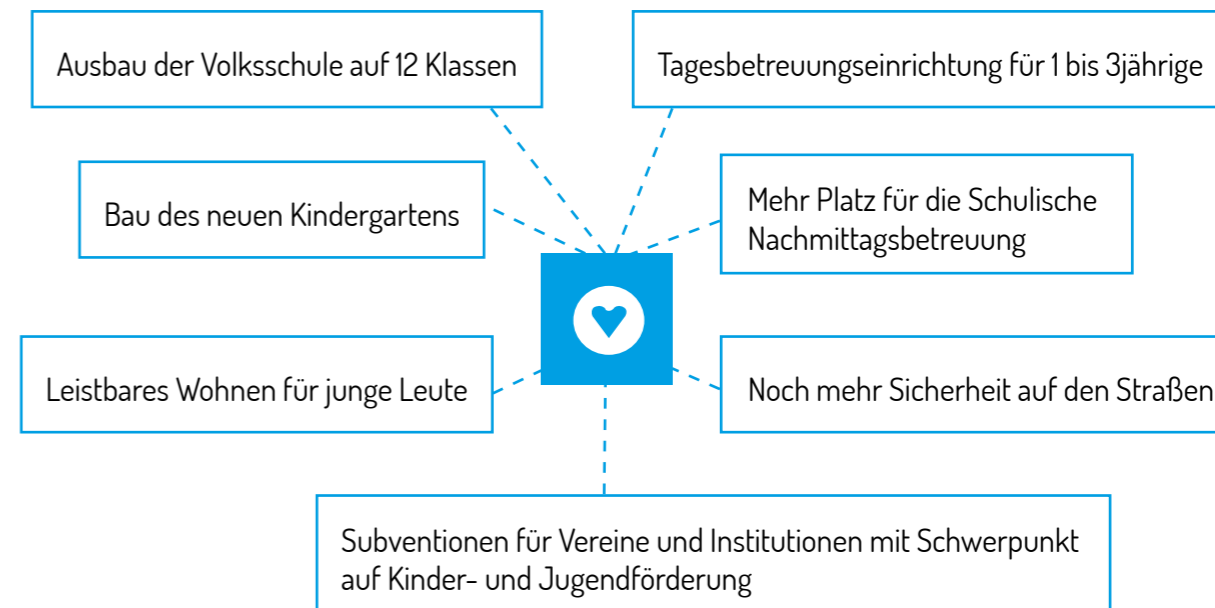 Ausbau der Volksschule auf 12 Klassen
Tagesbetreuungseinrichtung für 1 bis 3jährige
Bau des neuen Kindergartens
Mehr Platz für die Schulische
Nachmittagsbetreuung
Leistbares Wohnen für junge Leute
Noch mehr Sicherheit auf den Straßen
Subventionen für Vereine und Institutionen mit Schwerpunkt
auf Kinder- und Jugendförderung